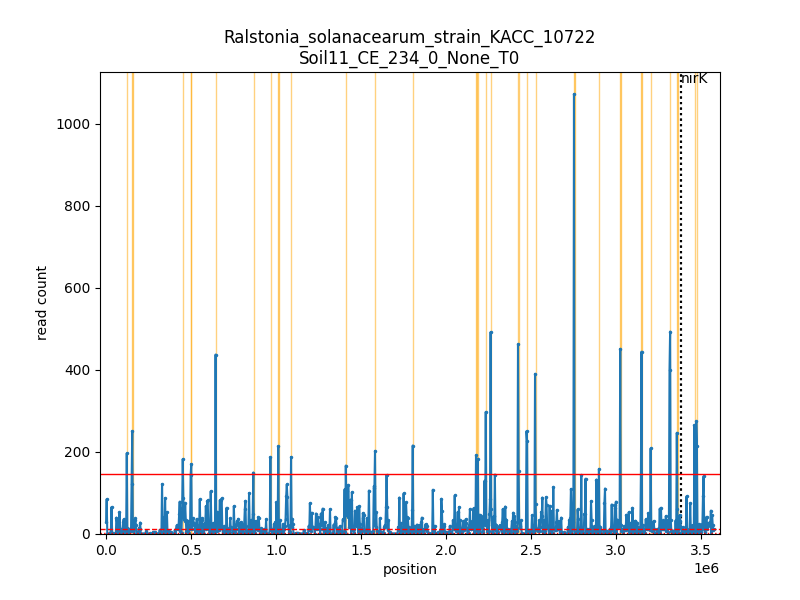 Ralstonia_solanacearum_strain_KACC_10722
Soil11_CE_234_0_None_T0
nirK
1000
800
600
400
200
0
read count
0.0 0.5 1.0 1.5 2.0 2.5 3.0 3.5
1e6
position